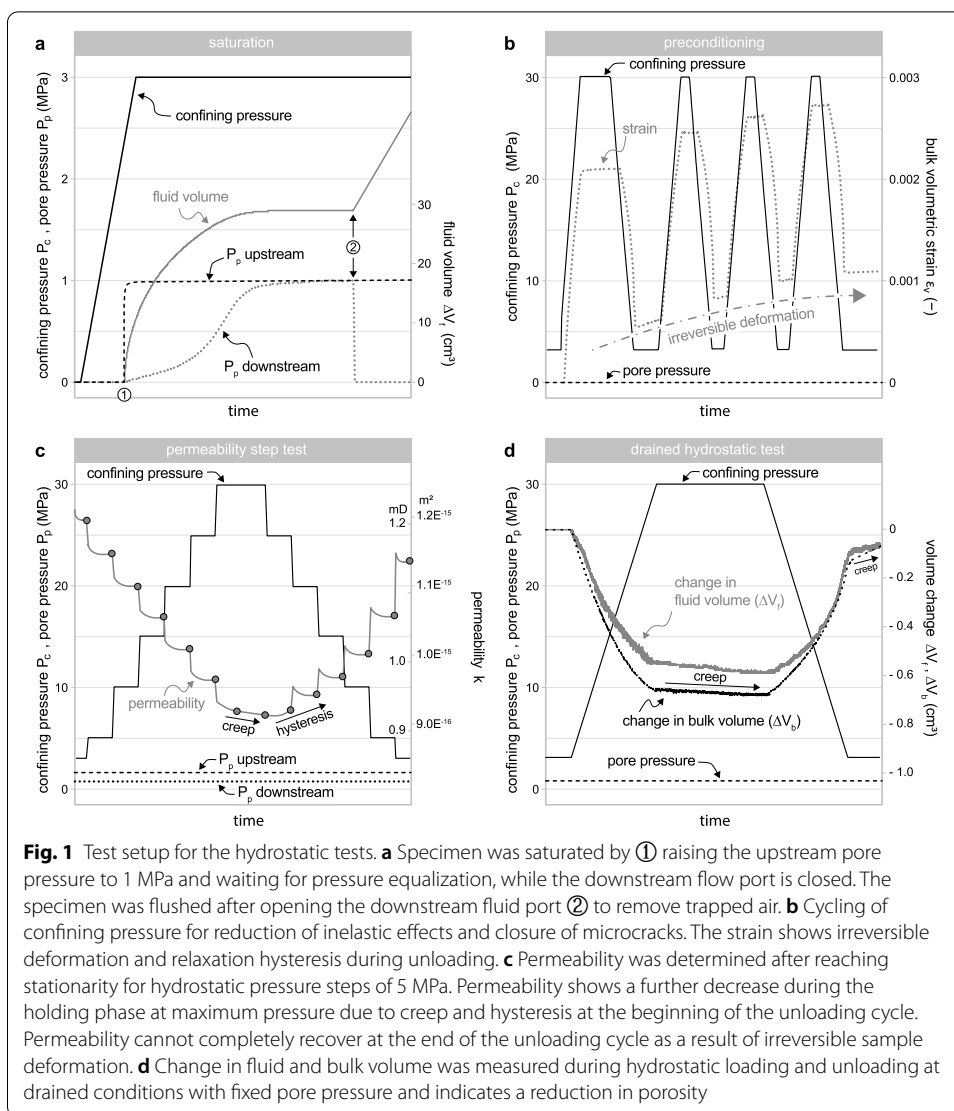 a
saturation
3
2
1
0
confining pressure P_c , pore pressure P_p (MPa)
confining pressure
fluid volume
P_p upstream
P_p downstream
①
②
30
20
10
0
fluid volume ΔV_f (cm³)
time
b
preconditioning
confining pressure
30
20
10
0
confining pressure P_c (MPa)
strain
irreversible deformation
pore pressure
0.003
0.002
0.001
0
bulk volumetric strain ε_v (−)
time
c
permeability step test
confining pressure
30
25
20
15
10
5
0
confining pressure P_c , pore pressure P_p (MPa)
permeability
creep
hysteresis
P_p upstream
P_p downstream
mD
1.2
1.1
1.0
0.9
m²
1.2E⁻¹⁵
1.1E⁻¹⁵
1.0E⁻¹⁵
9.0E⁻¹⁶
permeability k
time
d
drained hydrostatic test
confining pressure
30
25
20
15
10
5
0
confining pressure P_c , pore pressure P_p (MPa)
change in
fluid volume (ΔV_f)
creep
creep
change in bulk volume (ΔV_b)
pore pressure
0
- 0.2
- 0.4
- 0.6
- 0.8
- 1.0
volume change ΔV_f , ΔV_b (cm³)
time
Fig. 1 Test setup for the hydrostatic tests. a Specimen was saturated by ① raising the upstream pore
pressure to 1 MPa and waiting for pressure equalization, while the downstream flow port is closed. The
specimen was flushed after opening the downstream fluid port ② to remove trapped air. b Cycling of
confining pressure for reduction of inelastic effects and closure of microcracks. The strain shows irreversible
deformation and relaxation hysteresis during unloading. c Permeability was determined after reaching
stationarity for hydrostatic pressure steps of 5 MPa. Permeability shows a further decrease during the
holding phase at maximum pressure due to creep and hysteresis at the beginning of the unloading cycle.
Permeability cannot completely recover at the end of the unloading cycle as a result of irreversible sample
deformation. d Change in fluid and bulk volume was measured during hydrostatic loading and unloading at
drained conditions with fixed pore pressure and indicates a reduction in porosity